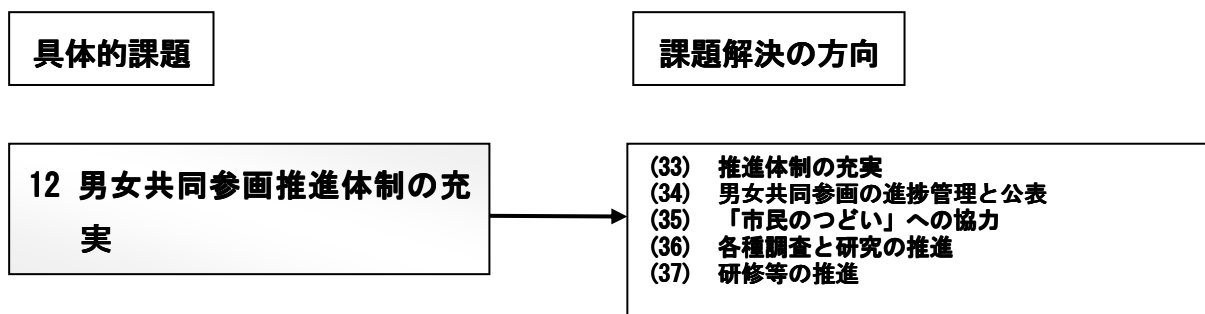 具体的課題
課題解決の方向
12 男女共同参画推進体制の充
実
(33) 推進体制の充実
(34) 男女共同参画の進捗管理と公表
(35) 「市民のつどい」への協力
(36) 各種調査と研究の推進
(37) 研修等の推進